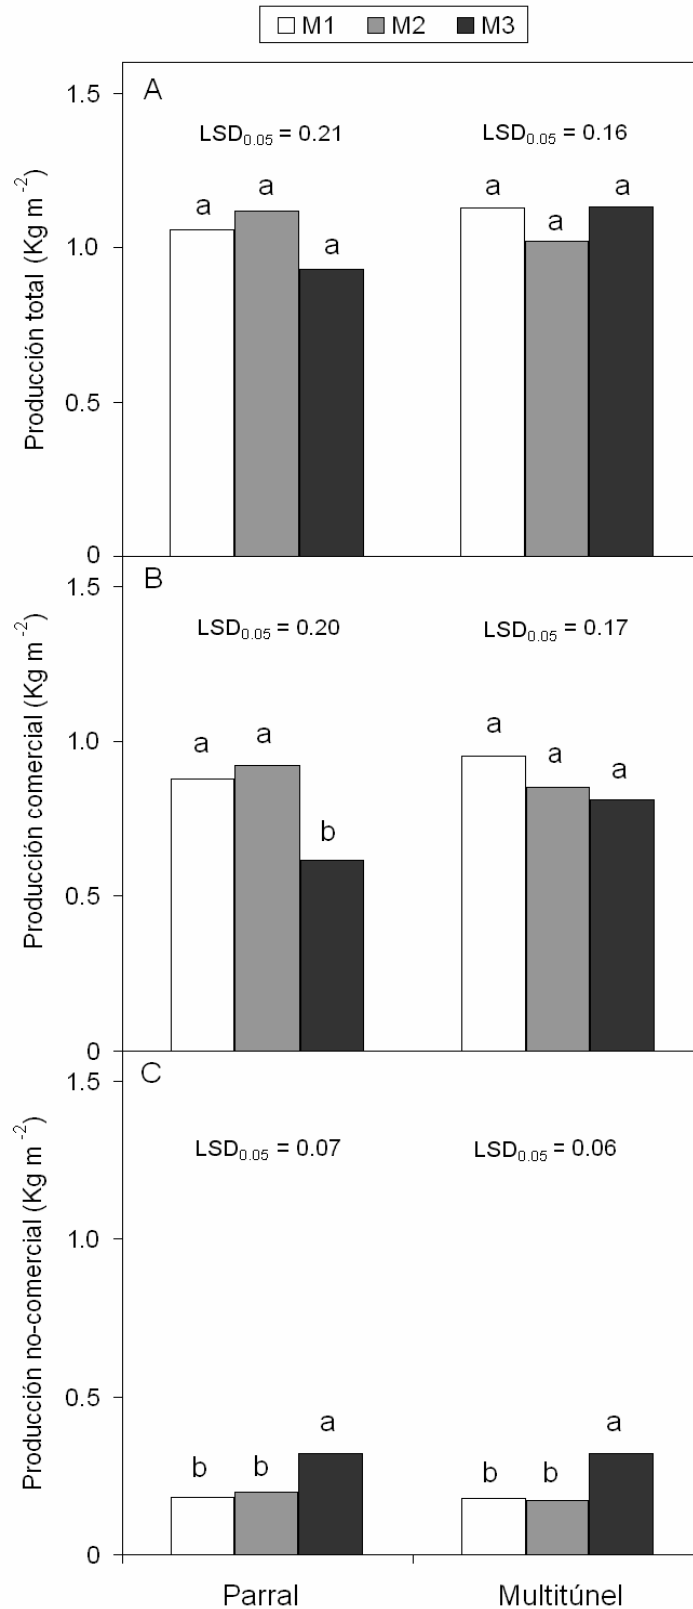 M1 M2 M3
A
1.5
LSD0.05 = 0.21 LSD0.05 = 0.16
a a a a a a
1.0
0.5
0
Producción total (Kg m-2)
B
1.5
LSD0.05 = 0.20 LSD0.05 = 0.17
a a b a a a
1.0
0.5
0
Producción comercial (Kg m-2)
C
1.5
LSD0.05 = 0.07 LSD0.05 = 0.06
1.0
0.5
b b a b b a
0
Producción no-comercial (Kg m-2)
Parral Multitúnel